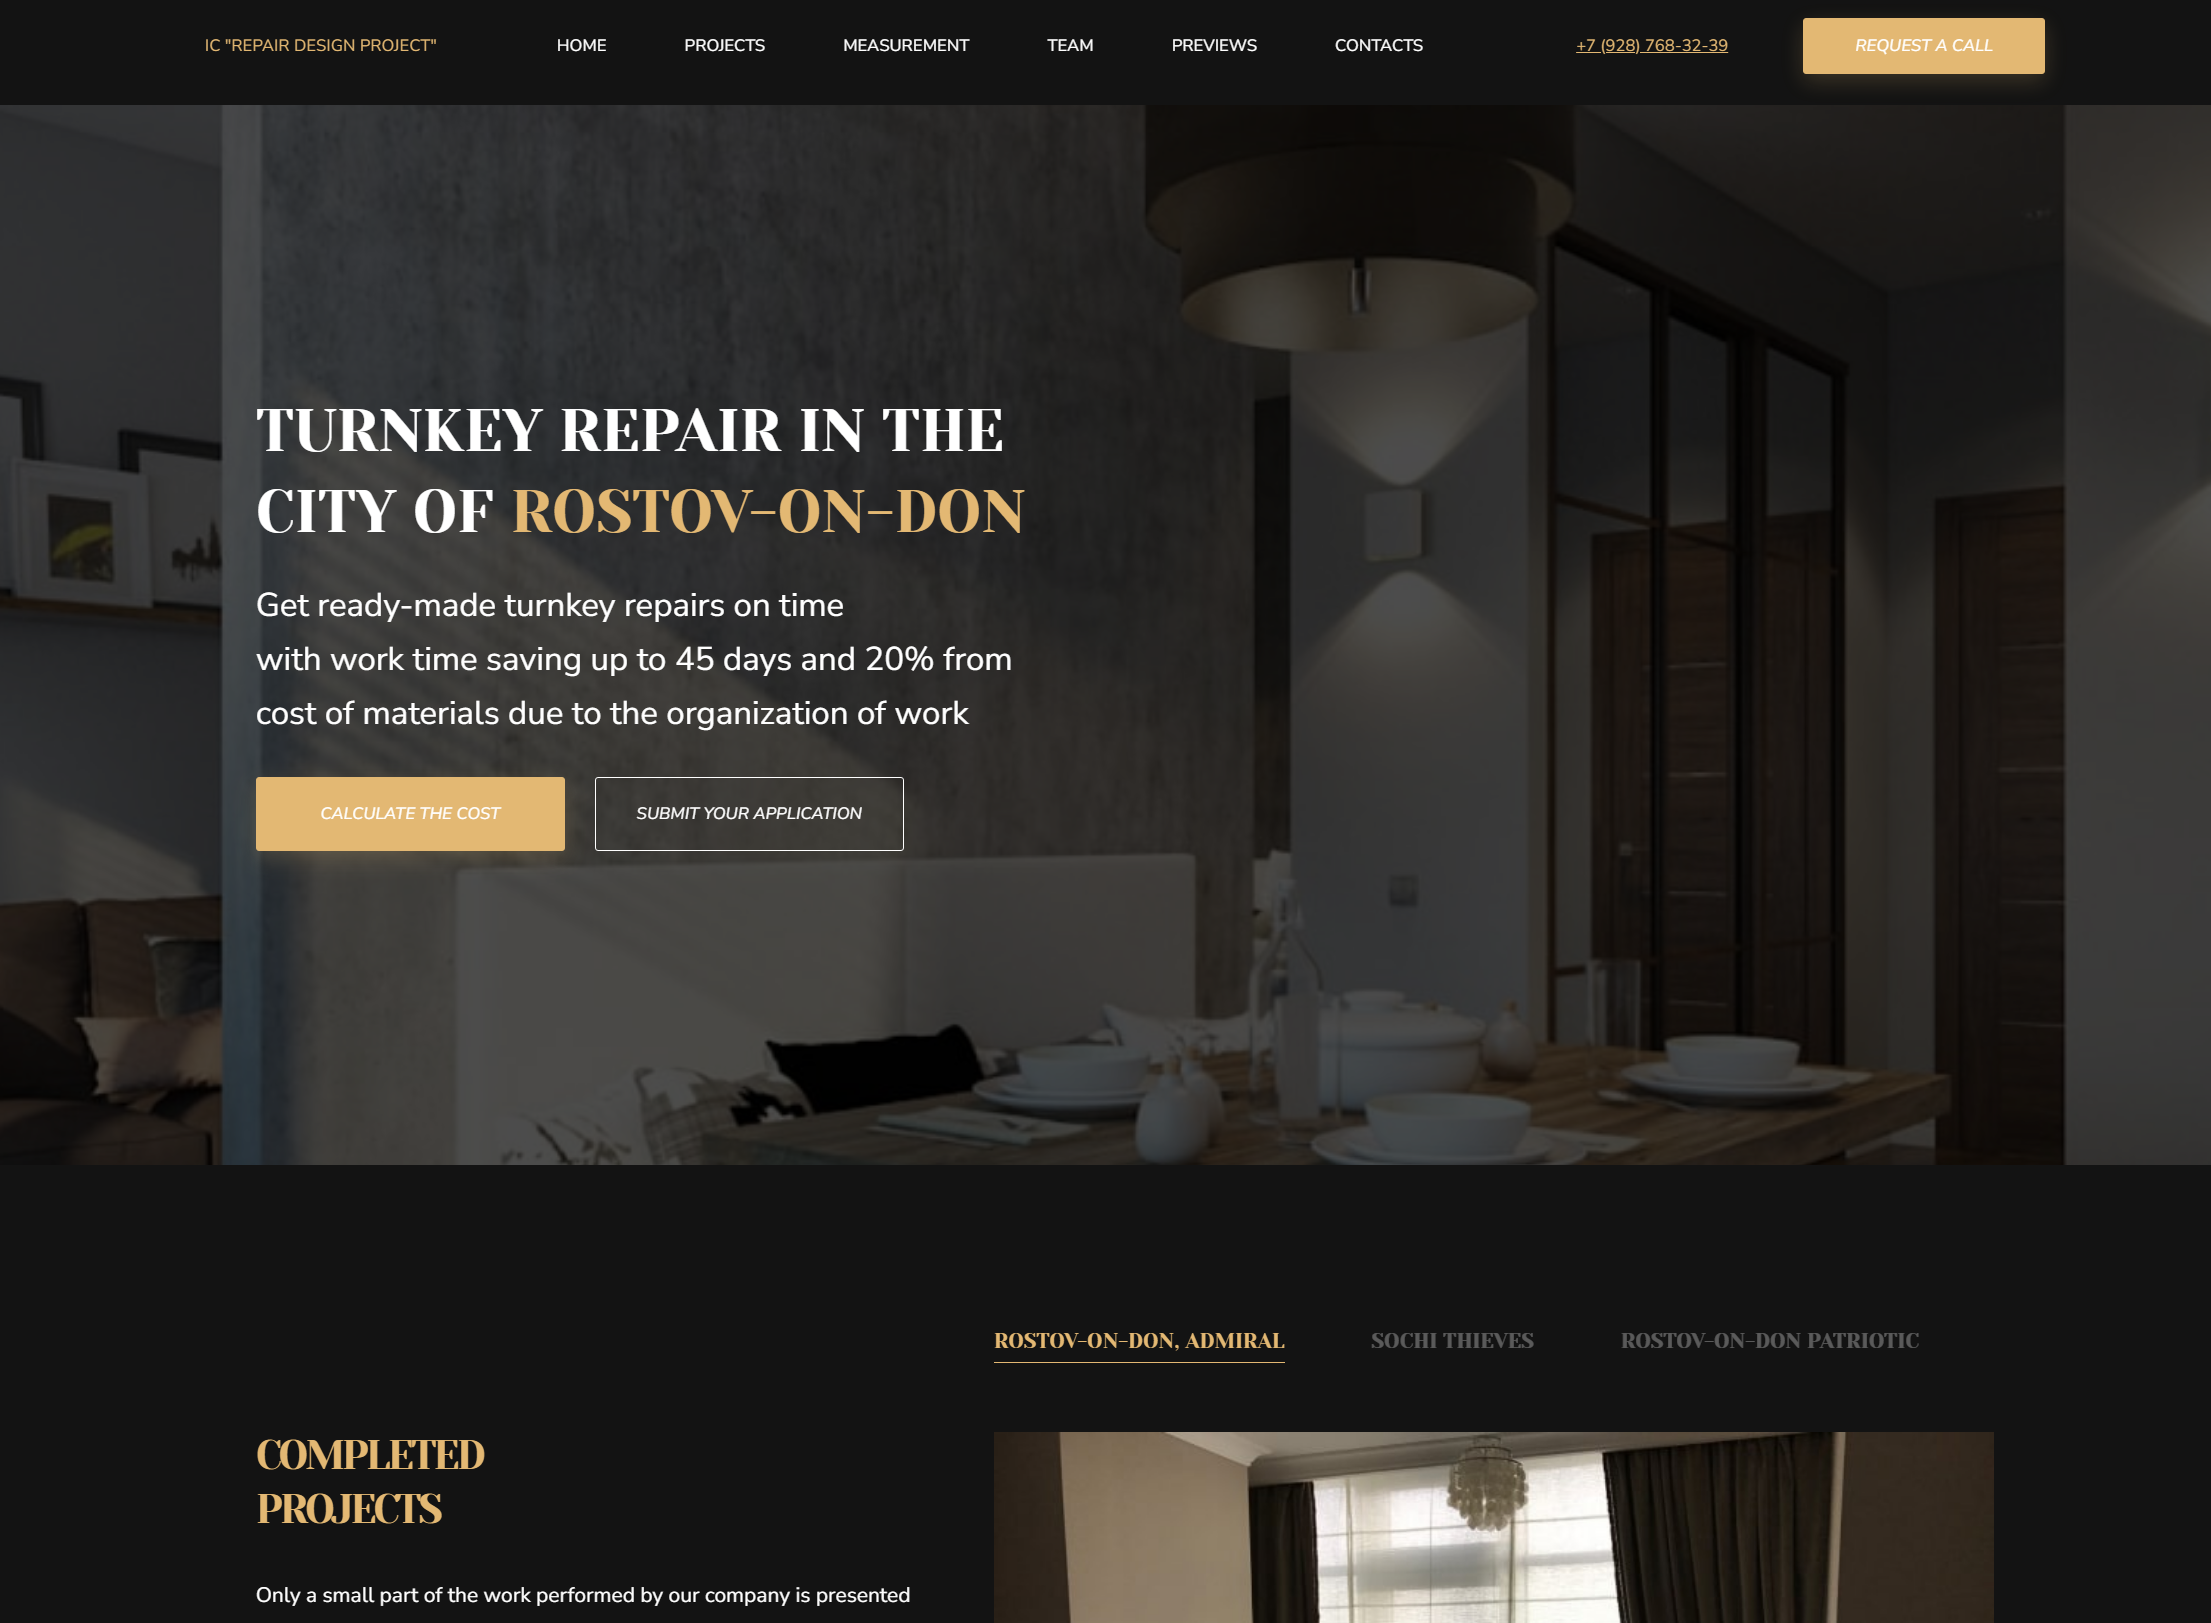 IC "REPAIR DESIGN PROJECT"
HOME
PROJECTS
MEASUREMENT
TEAM
PREVIEWS
CONTACTS
+7 (928) 768-32-39
REQUEST A CALL
TURNKEY REPAIR IN THE
CITY OF ROSTOV-ON-DON
Get ready-made turnkey repairs on time
with work time saving up to 45 days and 20% from
cost of materials due to the organization of work
CALCULATE THE COST
SUBMIT YOUR APPLICATION
ROSTOV-ON-DON, ADMIRAL
SOCHI THIEVES
ROSTOV-ON-DON PATRIOTIC
COMPLETED
PROJECTS
Only a small part of the work performed by our company is presented